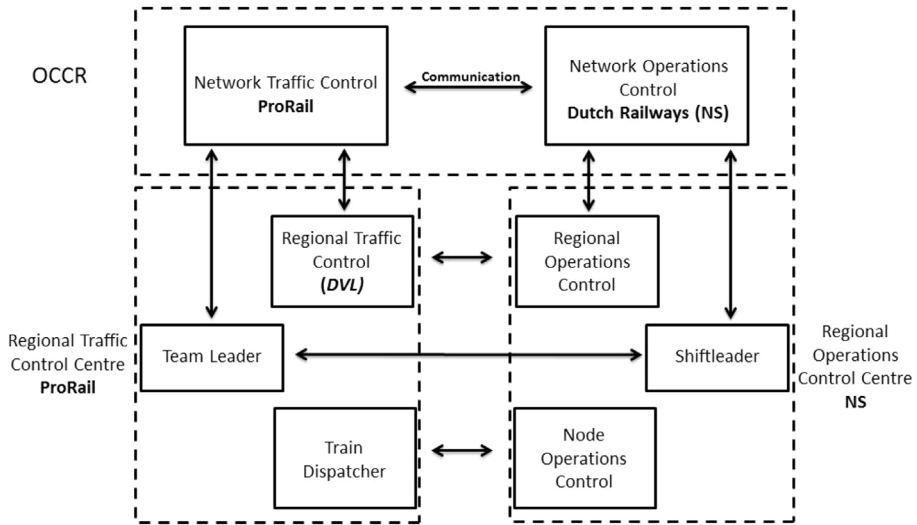 OCCR
Network Traffic Control
ProRail
Communication
Network Operations
Control
Dutch Railways (NS)
Regional Traffic
Control
(DVL)
Regional
Operations
Control
Regional Traffic
Control Centre
ProRail
Team Leader
Shiftleader
Regional
Operations
Control Centre
NS
Train
Dispatcher
Node
Operations
Control